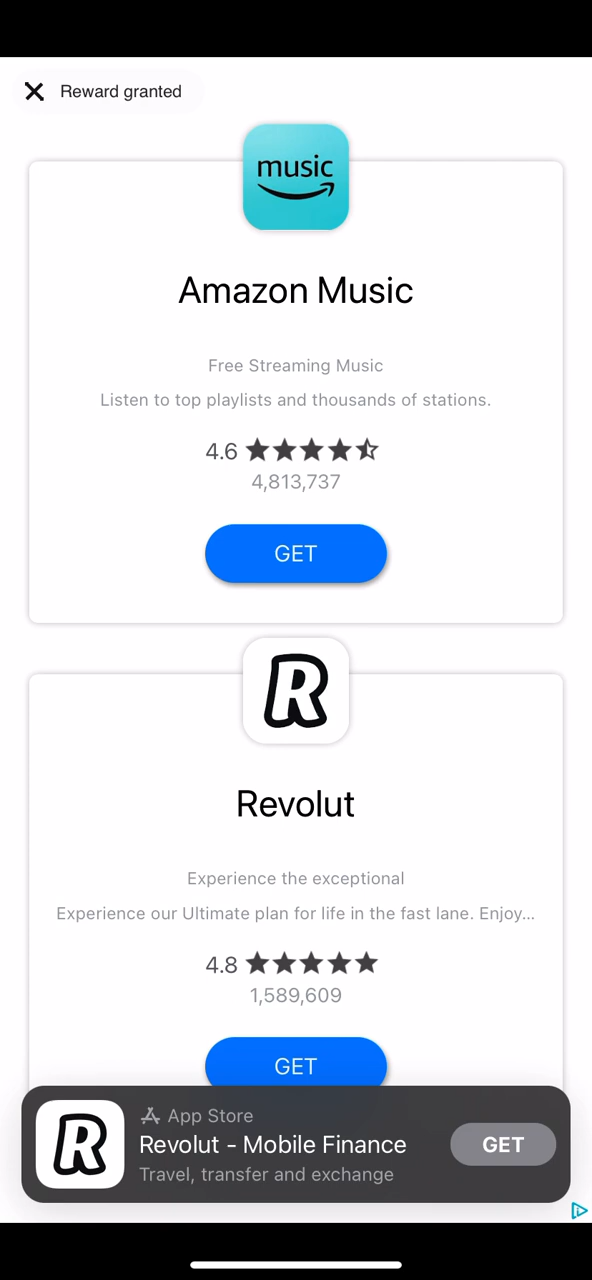 Reward granted
music
Amazon Music
Free Streaming Music
Listen to top playlists and thousands of stations.
4.6
4,813,737
GET
R
Revolut
Experience the exceptional
Experience our Ultimate plan for life in the fast lane. Enjoy...
4.8
1,589,609
GET
R
App Store
Revolut - Mobile Finance
GET
Travel, transfer and exchange